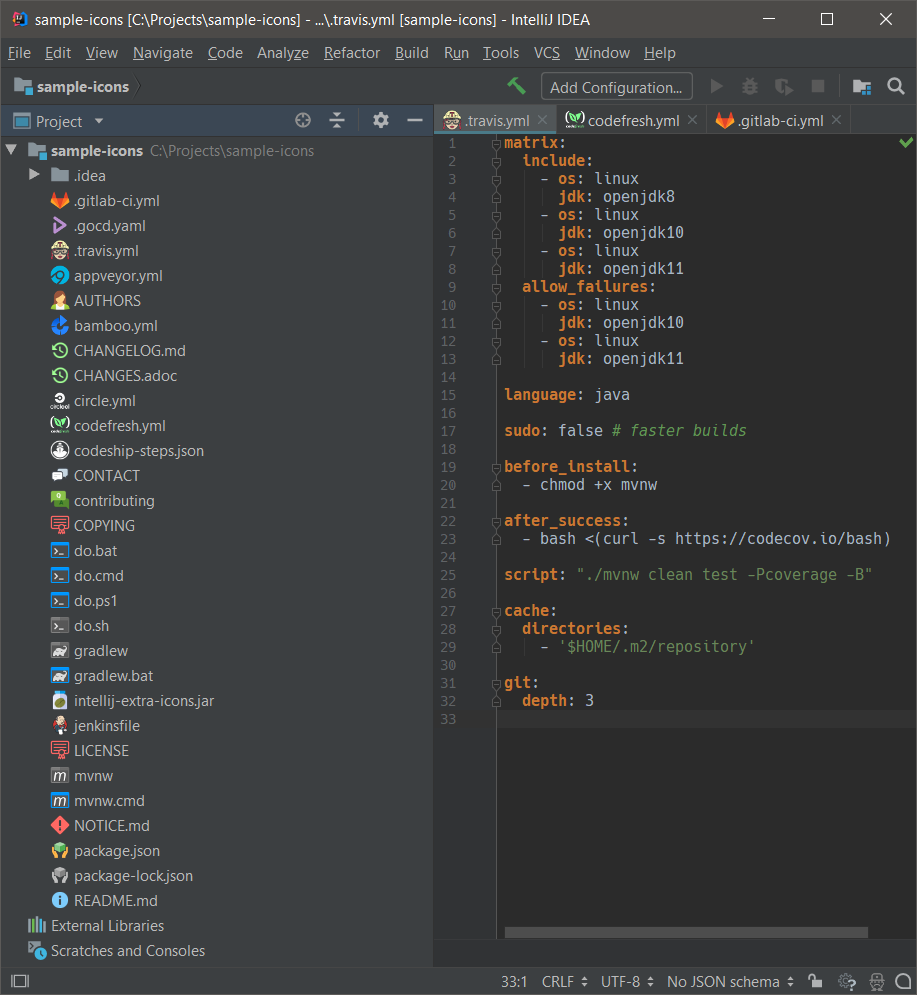 sample-icons [C:\Projects\sample-icons] - ...\.travis.yml [sample-icons] - IntelliJ IDEA
File Edit View Navigate Code Analyze Refactor Build Run Tools VCS Window Help
sample-icons Add Configuration...
Project .travis.yml codefresh.yml .gitlab-ci.yml
sample-icons C:\Projects\sample-icons
.idea
.gitlab-ci.yml
.gocd.yaml
.travis.yml
appveyor.yml
AUTHORS
bamboo.yml
CHANGELOG.md
CHANGES.adoc
circle.yml
codefresh.yml
codeship-steps.json
CONTACT
contributing
COPYING
do.bat
do.cmd
do.ps1
do.sh
gradlew
gradlew.bat
intellij-extra-icons.jar
jenkinsfile
LICENSE
mvnw
mvnw.cmd
NOTICE.md
package.json
package-lock.json
README.md
External Libraries
Scratches and Consoles
1 matrix:
2 include:
3 - os: linux
4 jdk: openjdk8
5 - os: linux
6 jdk: openjdk10
7 - os: linux
8 jdk: openjdk11
9 allow_failures:
10 - os: linux
11 jdk: openjdk10
12 - os: linux
13 jdk: openjdk11
14
15 language: java
16
17 sudo: false # faster builds
18
19 before_install:
20 - chmod +x mvnw
21
22 after_success:
23 - bash <(curl -s https://codecov.io/bash)
24
25 script: "./mvnw clean test -Pcoverage -B"
26
27 cache:
28 directories:
29 - '$HOME/.m2/repository'
30
31 git:
32 depth: 3
33
33:1 CRLF UTF-8 No JSON schema